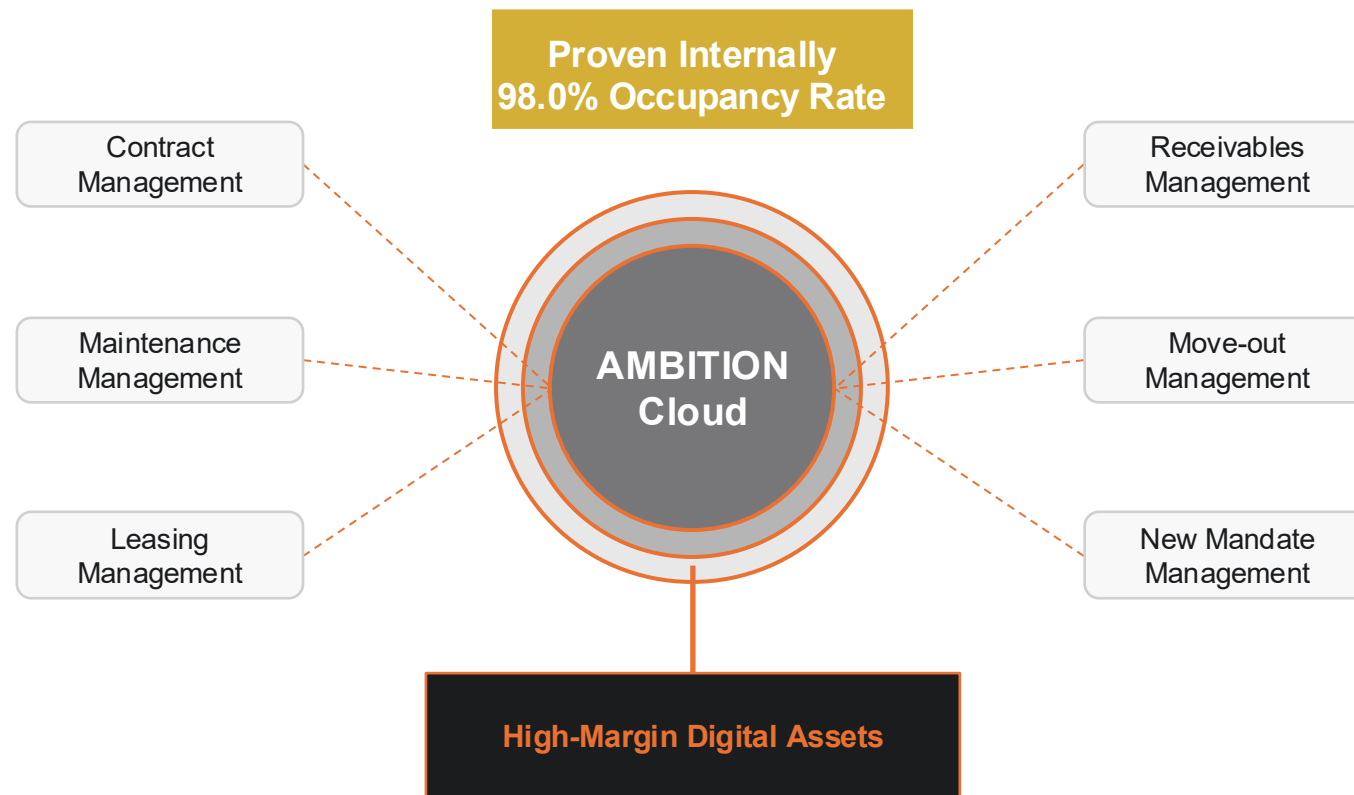 Proven Internally
98.0% Occupancy Rate
Contract
Management
Receivables
Management
Maintenance
Management
AMBITION
Cloud
Move-out
Management
Leasing
Management
New Mandate
Management
High-Margin Digital Assets